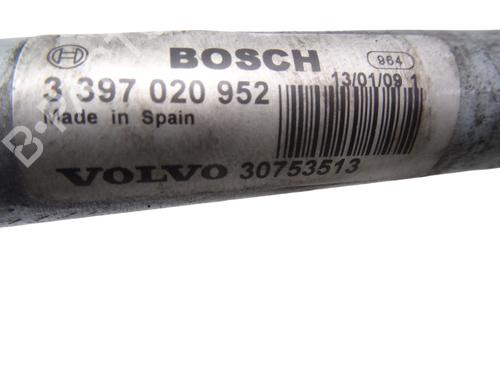 BOSCH 964
3 397 020 952 13/01/09 1
Made in Spain
VOLVO 30753513